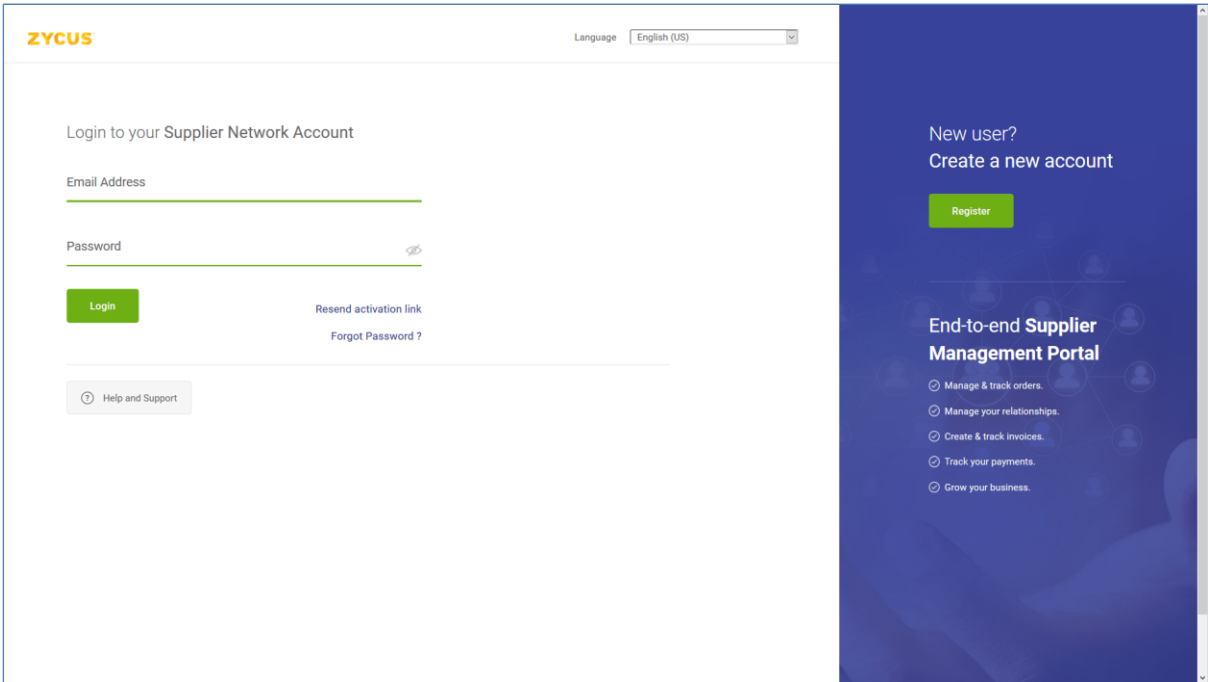 ZYCUS
Language English (US)
Login to your Supplier Network Account
Email Address
Password
Login
Resend activation link
Forgot Password ?
? Help and Support
New user?
Create a new account
Register
End-to-end Supplier
Management Portal
Manage & track orders.
Manage your relationships.
Create & track invoices.
Track your payments.
Grow your business.